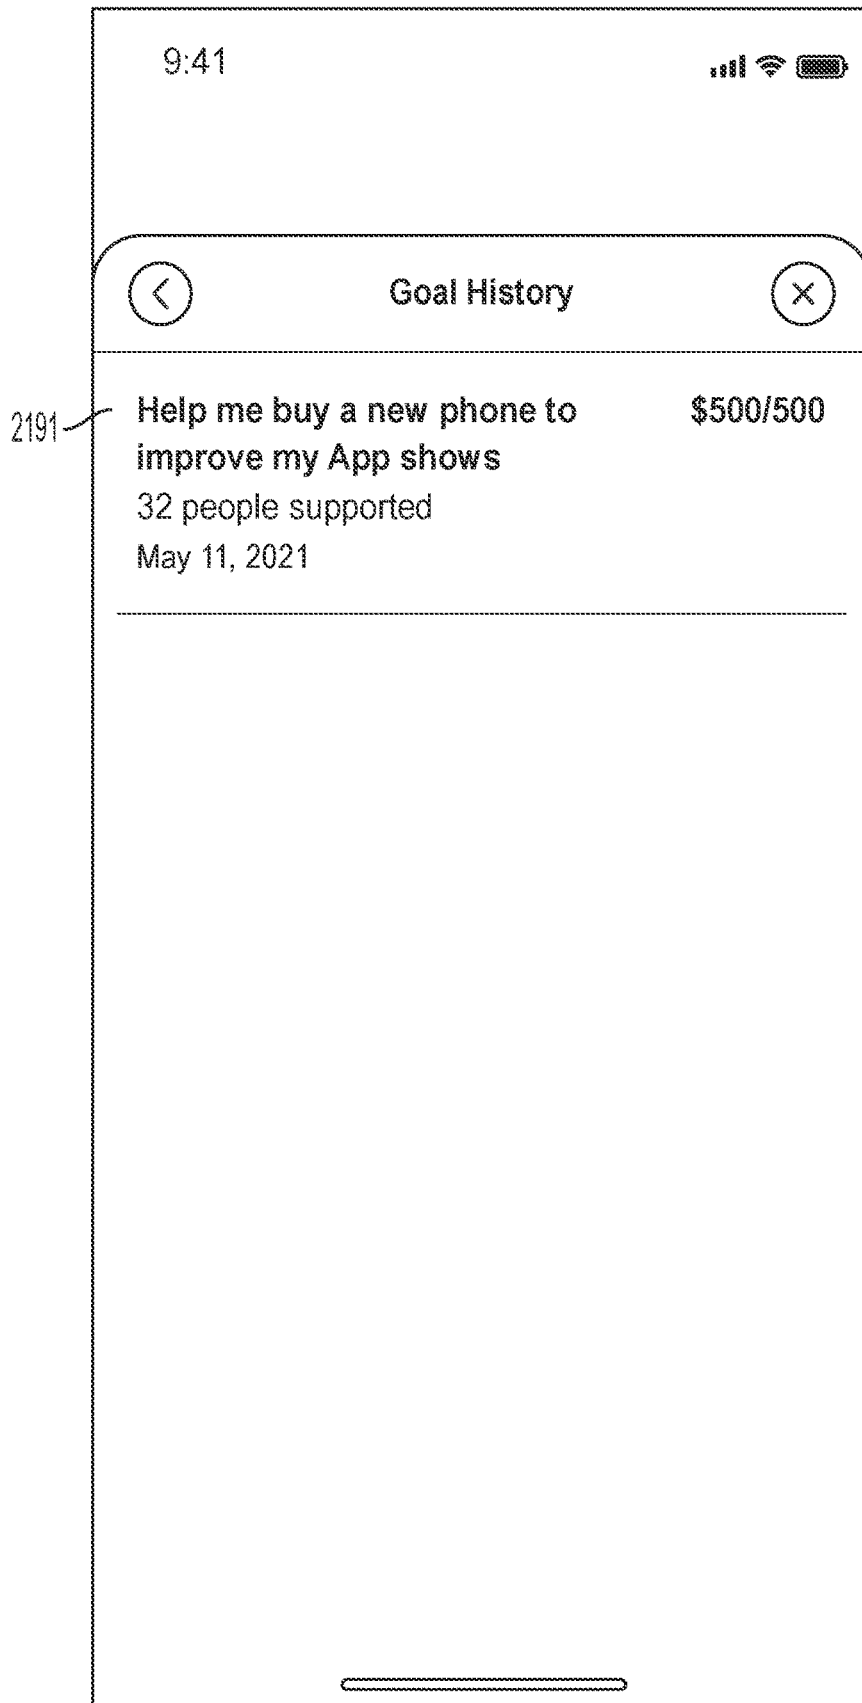 9:41
Goal History
2191
Help me buy a new phone to $500/500
improve my App shows
32 people supported
May 11, 2021